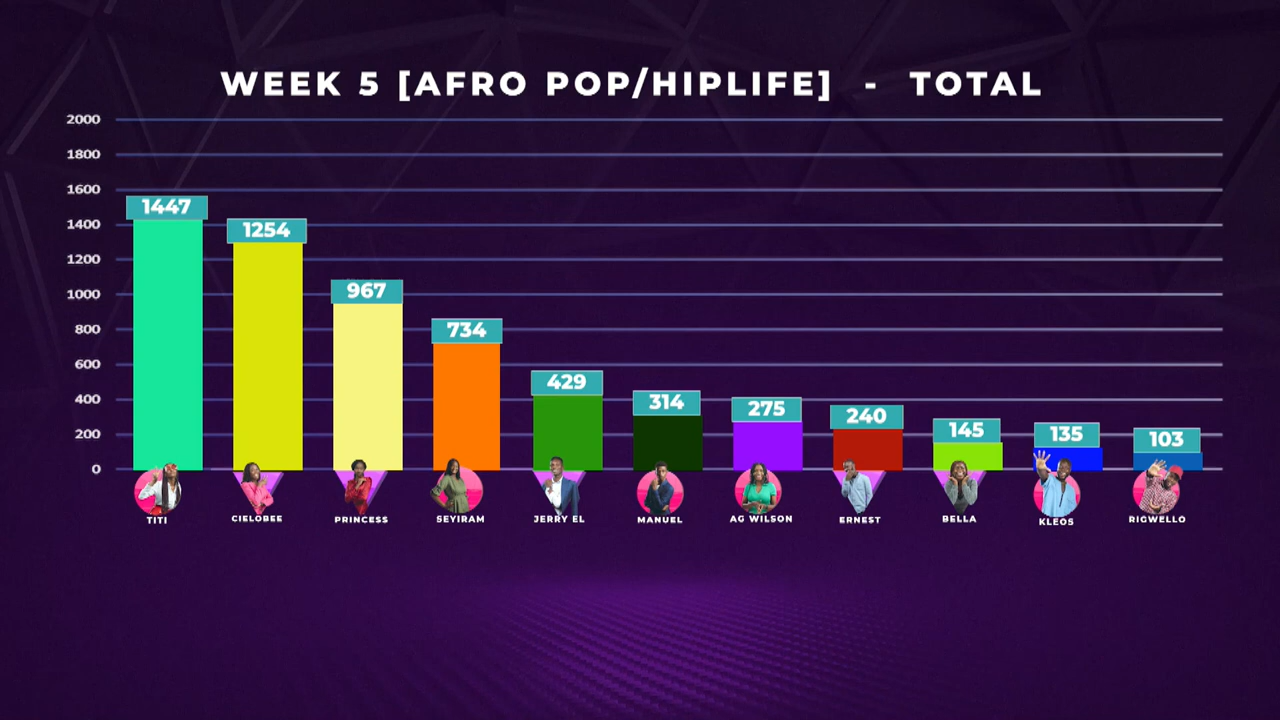 WEEK 5 [AFRO POP/HIPLIFE] - TOTAL
2000
1800
1600
1400
1200
1000
800
600
400
200
0
1447
1254
967
734
429
314
275
240
145
135
103
TITI
CIELOBEE
PRINCESS
SEYIRAM
JERRY EL
MANUEL
AG WILSON
ERNEST
BELLA
KLEOS
RIGWELLO